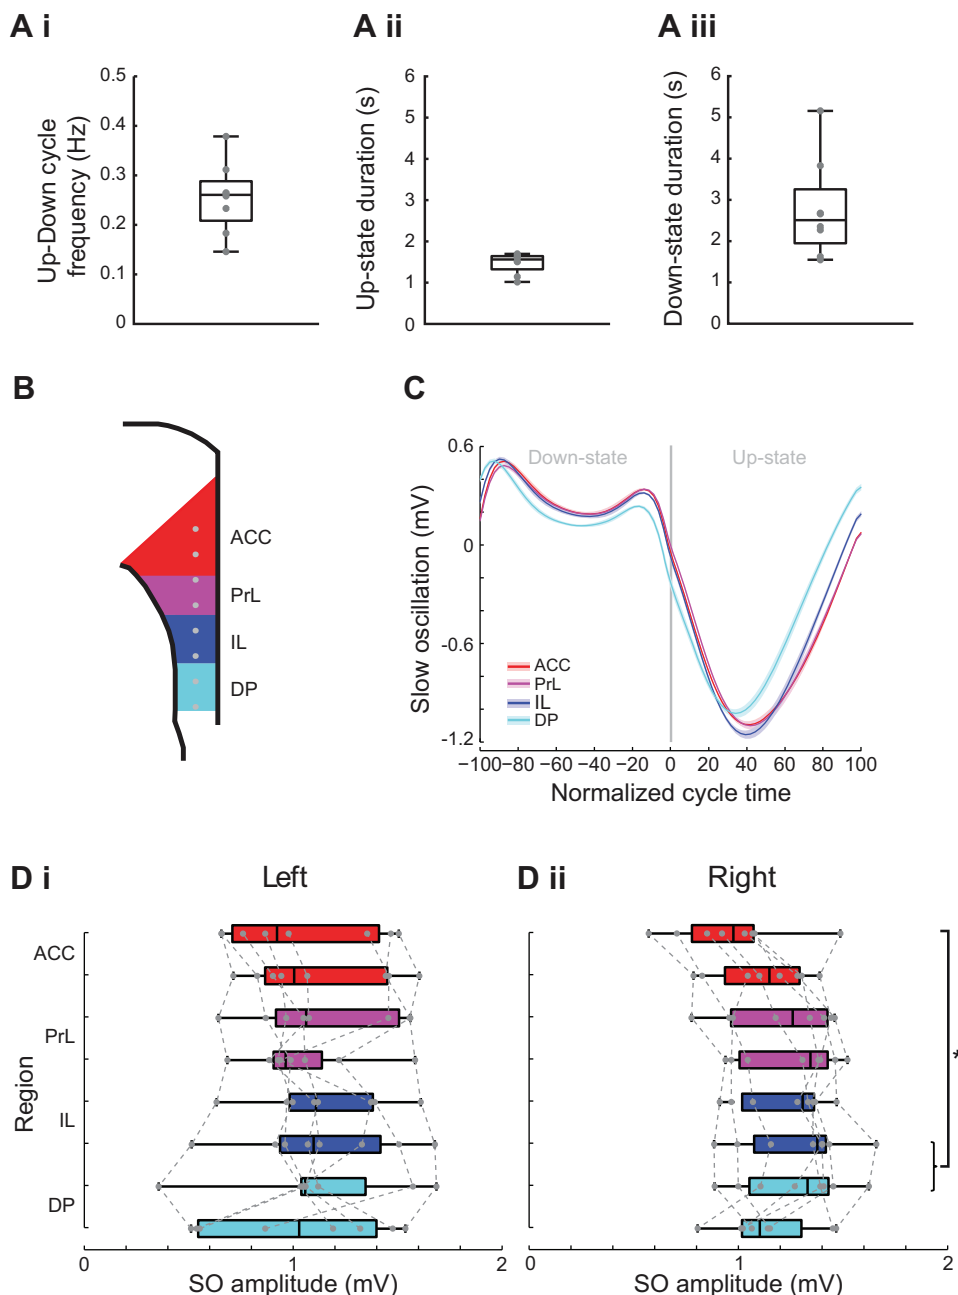 A i
A ii
A iii
Up-Down cycle
frequency (Hz)
0.5
0.4
0.3
0.2
0.1
0
Up-state duration (s)
6
5
4
3
2
1
0
Down-state duration (s)
6
5
4
3
2
1
0
B
ACC
PrL
IL
DP
C
Slow oscillation (mV)
0.6
0
-0.6
-1.2
Down-state
Up-state
ACC
PrL
IL
DP
−100 −80 −60 −40 −20 0 20 40 60 80 100
Normalized cycle time
D i
Left
Region
ACC
PrL
IL
DP
0 1 2
SO amplitude (mV)
D ii
Right
*
0 1 2
SO amplitude (mV)